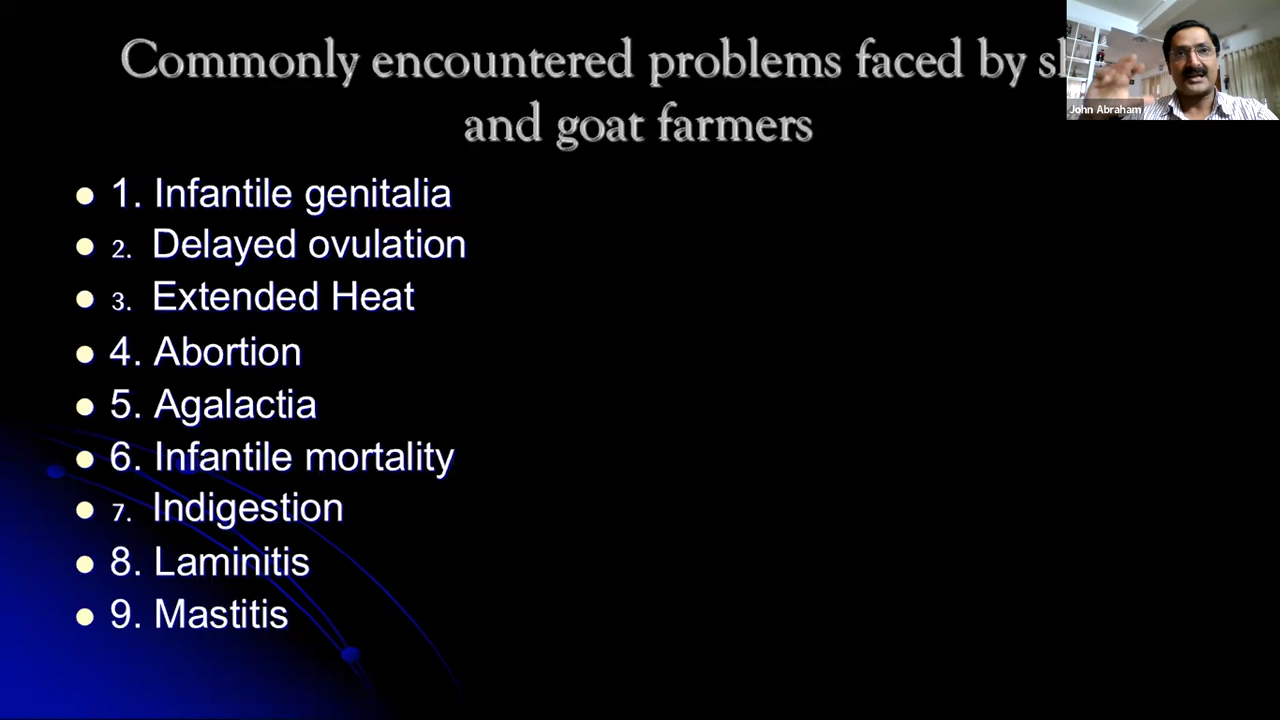 Commonly encountered problems faced by
and goat farmers
John Abraham
1. Infantile genitalia
2. Delayed ovulation
3. Extended Heat
4. Abortion
5. Agalactia
6. Infantile mortality
7. Indigestion
8. Laminitis
9. Mastitis